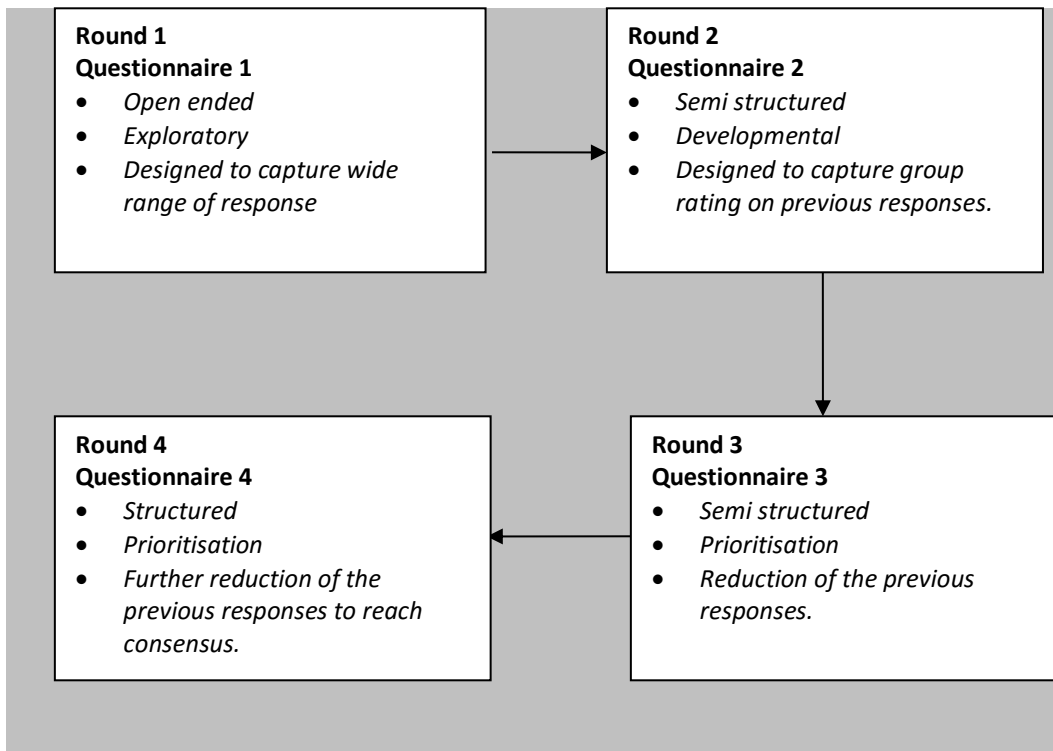 Round 1
Questionnaire 1
• Open ended
• Exploratory
• Designed to capture wide
range of response
Round 2
Questionnaire 2
• Semi structured
• Developmental
• Designed to capture group
rating on previous responses.
Round 3
Questionnaire 3
• Semi structured
• Prioritisation
• Reduction of the previous
responses.
Round 4
Questionnaire 4
• Structured
• Prioritisation
• Further reduction of the
previous responses to reach
consensus.